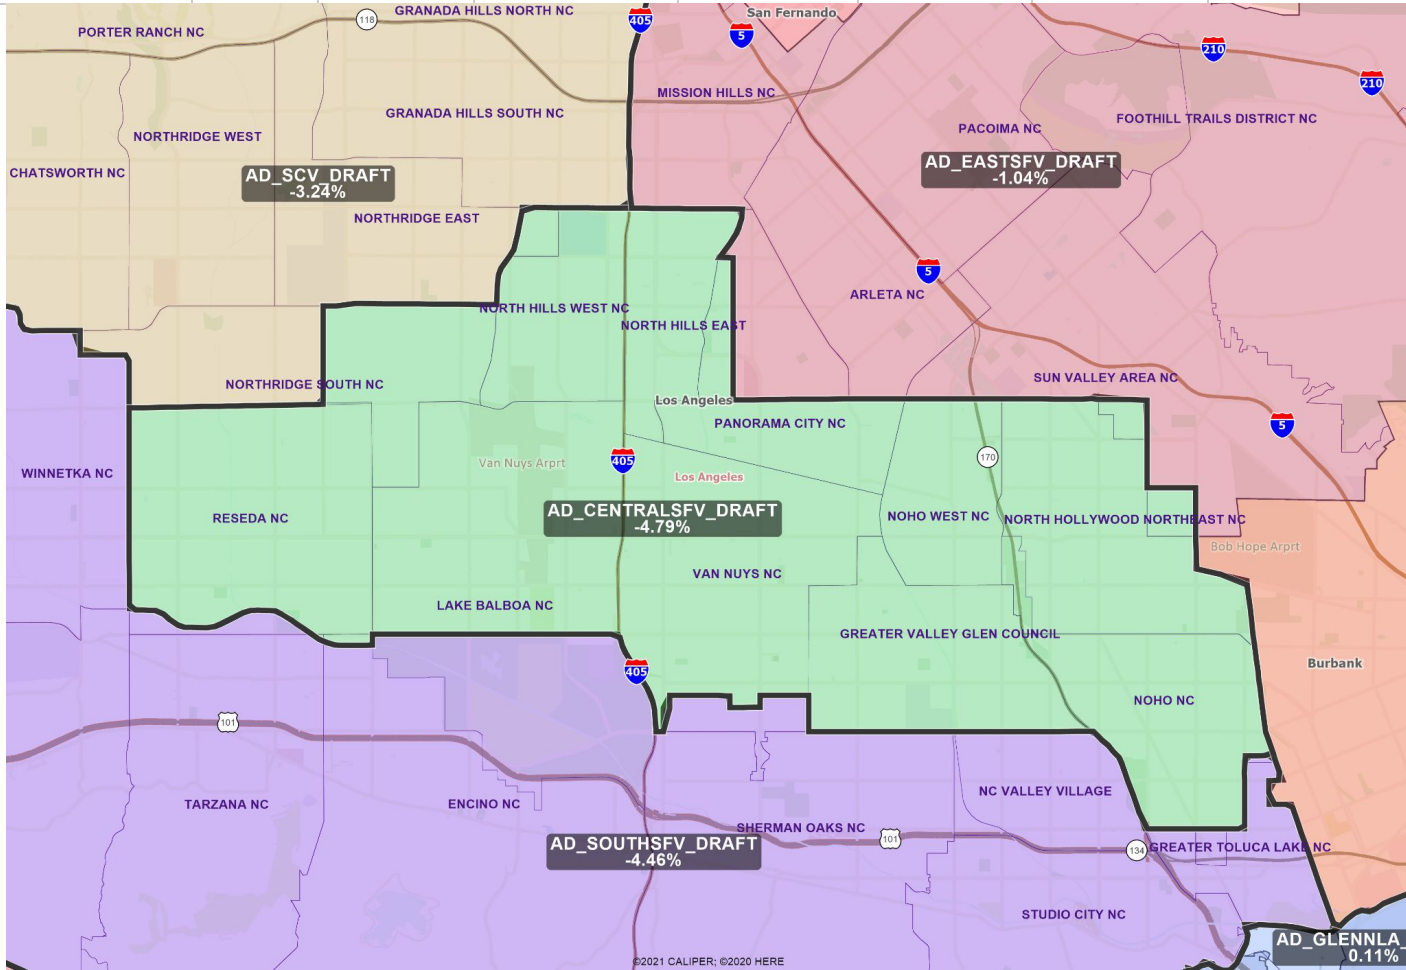 GRANADA HILLS NORTH NC
San Fernando
118
405
5
PORTER RANCH NC
210
210
MISSION HILLS NC
GRANADA HILLS SOUTH NC
FOOTHILL TRAILS DISTRICT NC
PACOIMA NC
NORTHRIDGE WEST
CHATSWORTH NC
AD_SCV_DRAFT
-3.24%
AD_EASTSFV_DRAFT
-1.04%
NORTHRIDGE EAST
5
ARLETA NC
NORTH HILLS WEST NC
NORTH HILLS EAST
SUN VALLEY AREA NC
NORTHRIDGE SOUTH NC
Los Angeles
PANORAMA CITY NC
5
170
405
Van Nuys Arprt
WINNETKA NC
Los Angeles
AD_CENTRALSFV_DRAFT
-4.79%
RESEDA NC
NOHO WEST NC
NORTH HOLLYWOOD NORTHEAST NC
Bob Hope Arprt
VAN NUYS NC
LAKE BALBOA NC
GREATER VALLEY GLEN COUNCIL
Burbank
405
NOHO NC
101
NC VALLEY VILLAGE
TARZANA NC
ENCINO NC
SHERMAN OAKS NC
101
AD_SOUTHSFV_DRAFT
-4.46%
134
GREATER TOLUCA LAKE NC
STUDIO CITY NC
AD_GLENNLA_
0.11%
©2021 CALIPER; ©2020 HERE